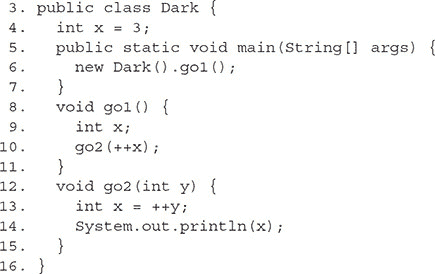 3. public class Dark {
4.   int x = 3;
5.   public static void main(String[] args) {
6.     new Dark().go1();
7.   }
8.   void go1() {
9.     int x;
10.     go2(++x);
11.   }
12.   void go2(int y) {
13.     int x = ++y;
14.     System.out.println(x);
15.   }
16. }